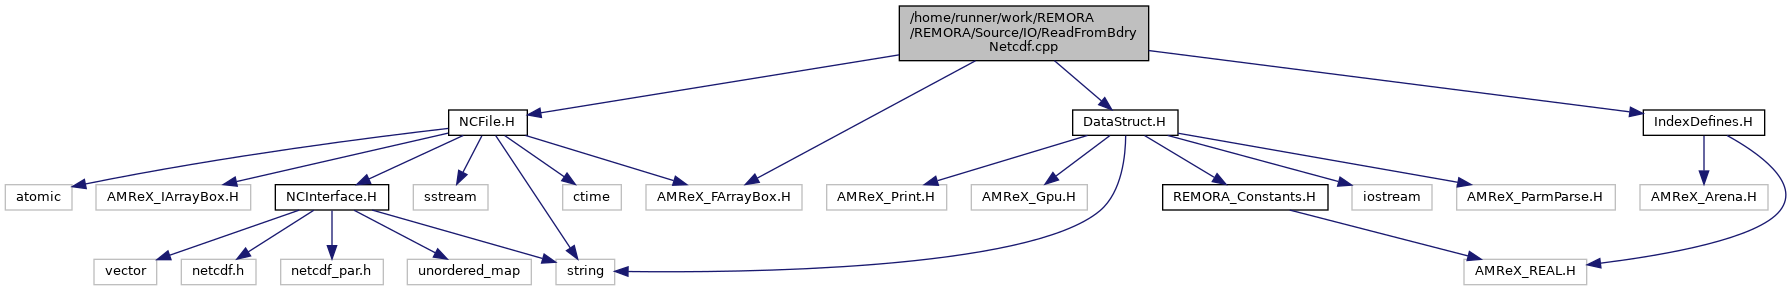 /home/runner/work/REMORA
/REMORA/Source/IO/ReadFromBdry
Netcdf.cpp
NCFile.H
DataStruct.H
IndexDefines.H
atomic
AMReX_IArrayBox.H
NCInterface.H
sstream
ctime
AMReX_FArrayBox.H
AMReX_Print.H
AMReX_Gpu.H
REMORA_Constants.H
iostream
AMReX_ParmParse.H
AMReX_Arena.H
vector
netcdf.h
netcdf_par.h
unordered_map
string
AMReX_REAL.H